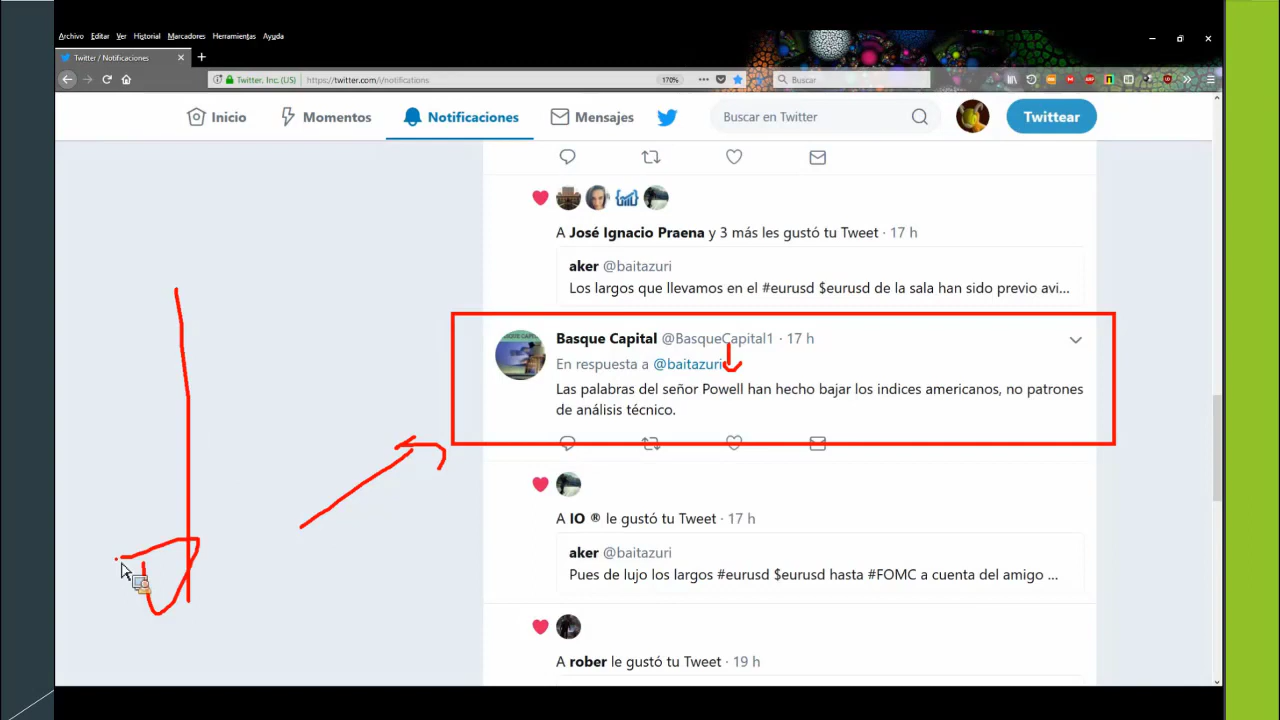 Archivo Editar Ver Historial Marcadores Herramientas Ayuda
Twitter / Notificaciones
Twitter, Inc. (US) https://twitter.com/i/notifications 170% Buscar
Inicio Momentos Notificaciones Mensajes Buscar en Twitter Twittear
A José Ignacio Praena y 3 más les gustó tu Tweet · 17 h
aker @baitazuri
Los largos que llevamos en el #eurusd $eurusd de la sala han sido previo avi...
Basque Capital @BasqueCapital1 · 17 h
En respuesta a @baitazuri
Las palabras del señor Powell han hecho bajar los indices americanos, no patrones
de análisis técnico.
A IO ® le gustó tu Tweet · 17 h
aker @baitazuri
Pues de lujo los largos #eurusd $eurusd hasta #FOMC a cuenta del amigo ...
A rober le gustó tu Tweet · 19 h